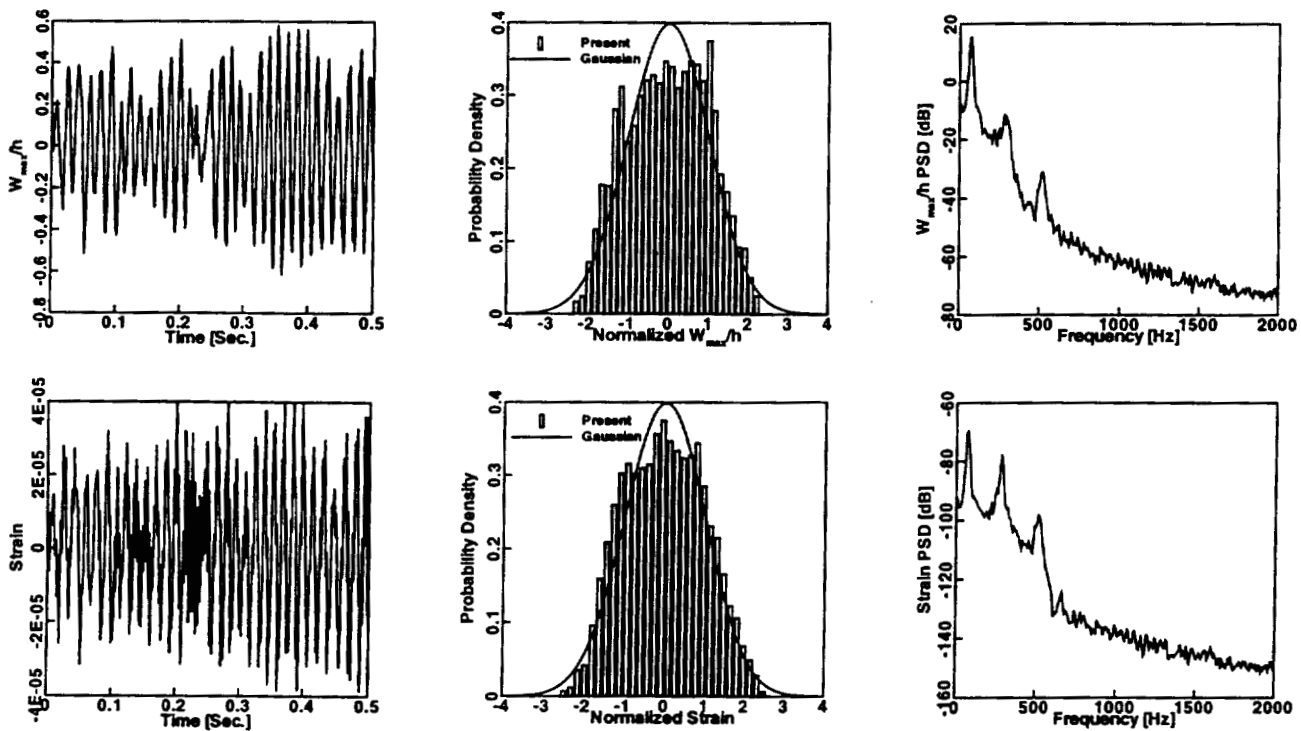 0.6
0.4
0.2
0
-0.2
-0.4
-0.6
-0.8
W_max/h
0 0.1 0.2 0.3 0.4 0.5
Time [Sec.]
0.4
0.3
0.2
0.1
0
Probability Density
Present
Gaussian
-4 -3 -2 -1 0 1 2 3 4
Normalized W_max/h
20
0
-20
-40
-60
-80
W_max/h PSD [dB]
0 500 1000 1500 2000
Frequency [Hz]
4E-05
2E-05
0
-2E-05
-4E-05
Strain
0 0.1 0.2 0.3 0.4 0.5
Time [Sec.]
0.4
0.3
0.2
0.1
0
Probability Density
Present
Gaussian
-4 -3 -2 -1 0 1 2 3 4
Normalized Strain
-60
-80
-100
-120
-140
-160
Strain PSD [dB]
0 500 1000 1500 2000
Frequency [Hz]